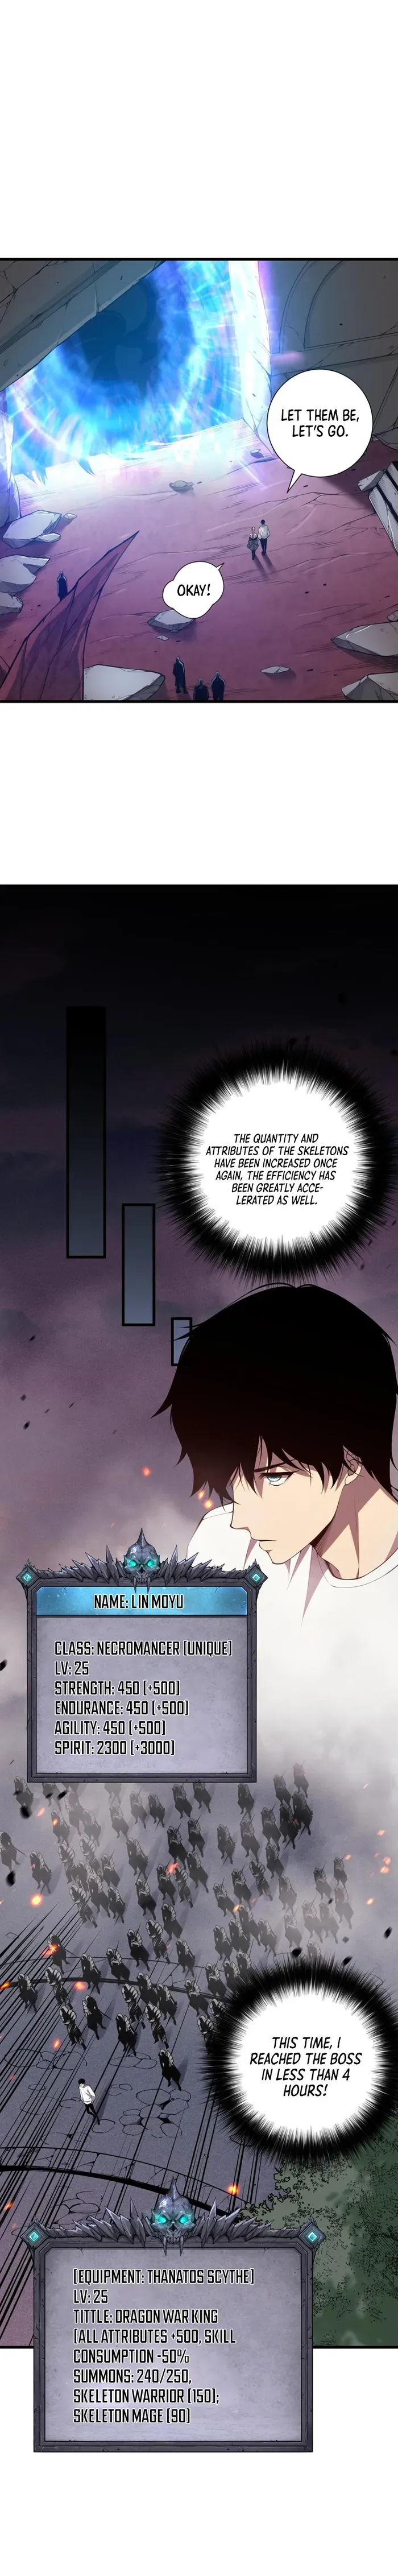 LET THEM BE,
LET'S GO.
OKAY!
THE QUANTITY AND
ATTRIBUTES OF THE SKELETONS
HAVE BEEN INCREASED ONCE
AGAIN, THE EFFICIENCY HAS
BEEN GREATLY ACCE-
LERATED AS WELL.
NAME: LIN MOYU
CLASS: NECROMANCER [UNIQUE]
LV: 25
STRENGTH: 450 [+500]
ENDURANCE: 450 [+500]
AGILITY: 450 [+500]
SPIRIT: 2300 [+3000]
THIS TIME, I
REACHED THE BOSS
IN LESS THAN 4
HOURS!
[EQUIPMENT: THANATOS SCYTHE]
LV: 25
TITTLE: DRAGON WAR KING
[ALL ATTRIBUTES +500, SKILL
CONSUMPTION -50%
SUMMONS: 240/250,
SKELETON WARRIOR [150];
SKELETON MAGE [90]